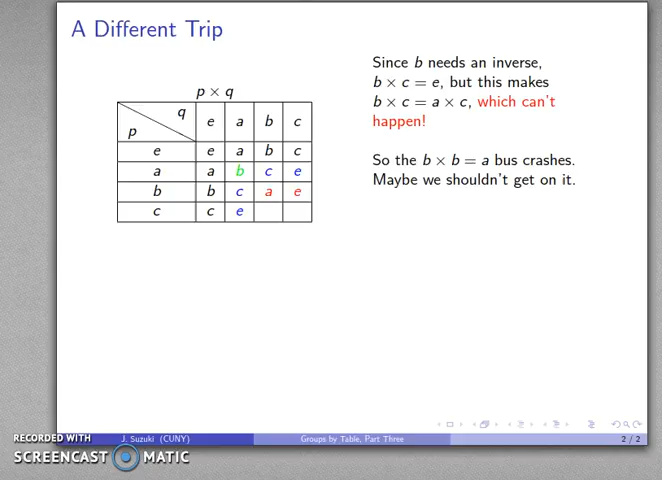 A Different Trip
p × q
q
p
e a b c
e e a b c
a a b c e
b b c a e
c c e
Since b needs an inverse,
b × c = e, but this makes
b × c = a × c, which can't
happen!
So the b × b = a bus crashes.
Maybe we shouldn't get on it.
RECORDED WITH
SCREENCAST MATIC
J. Suzuki (CUNY)
Groups by Table, Part Three
2 / 2